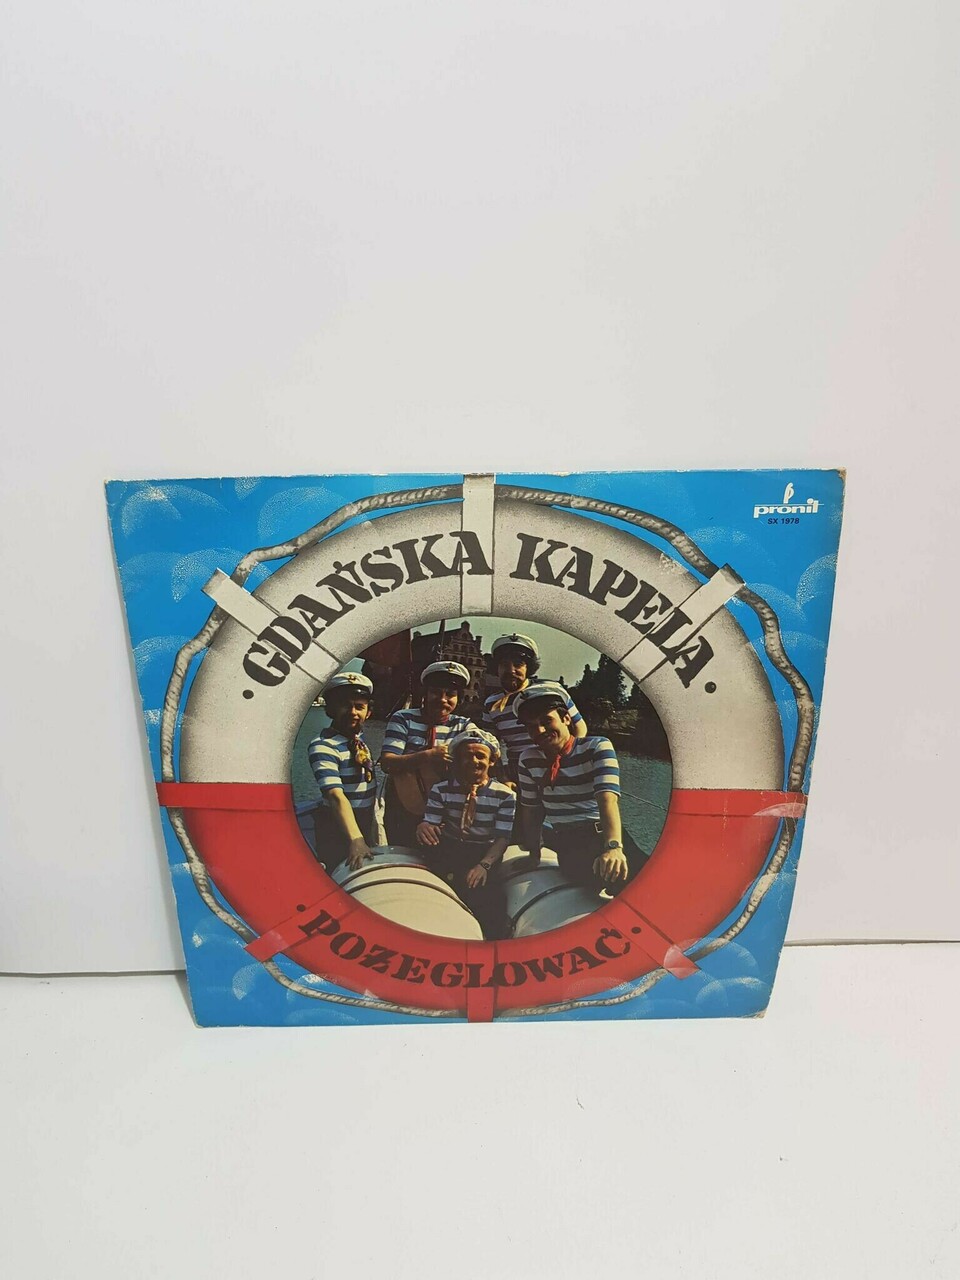 pronit
SX 1978
·GDAŃSKA KAPELA·
·POŻEGLOWAĆ·